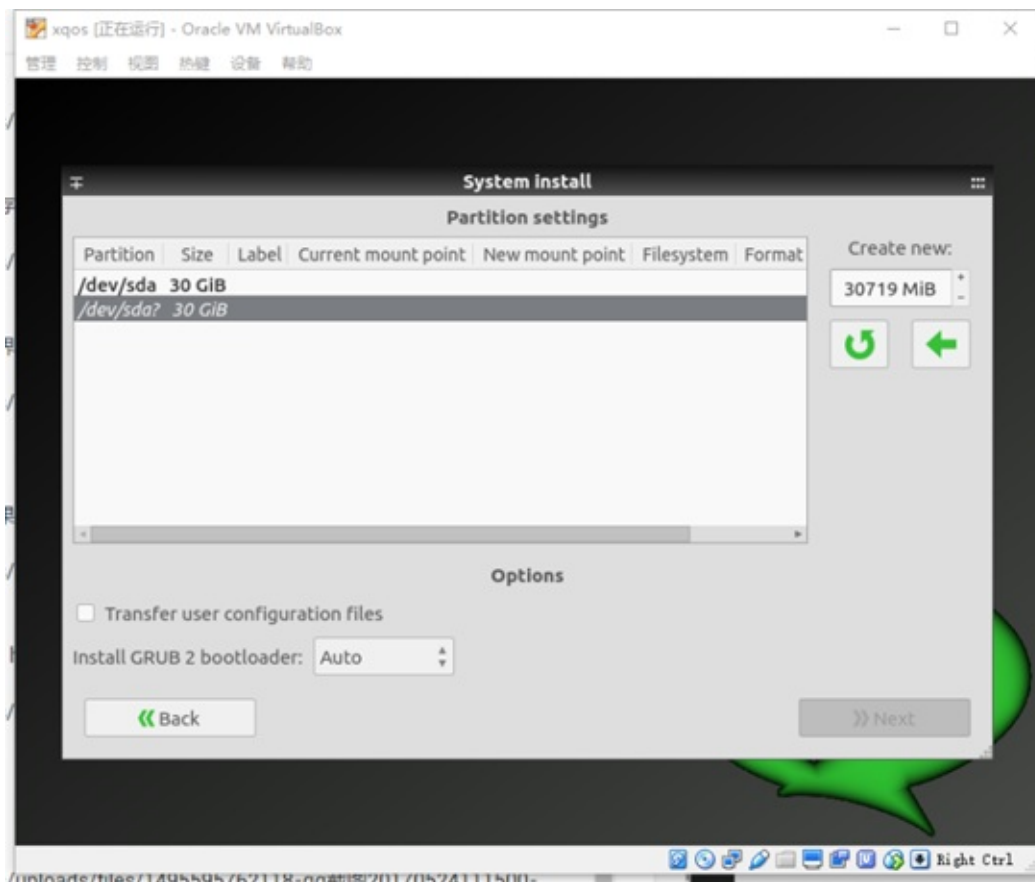 xqos [正在运行] - Oracle VM VirtualBox
管理 控制 视图 热键 设备 帮助
System install
Partition settings
Partition Size Label Current mount point New mount point Filesystem Format
/dev/sda 30 GiB
/dev/sda? 30 GiB
Create new:
30719 MiB
Options
Transfer user configuration files
Install GRUB 2 bootloader: Auto
Back
Next
Right Ctrl